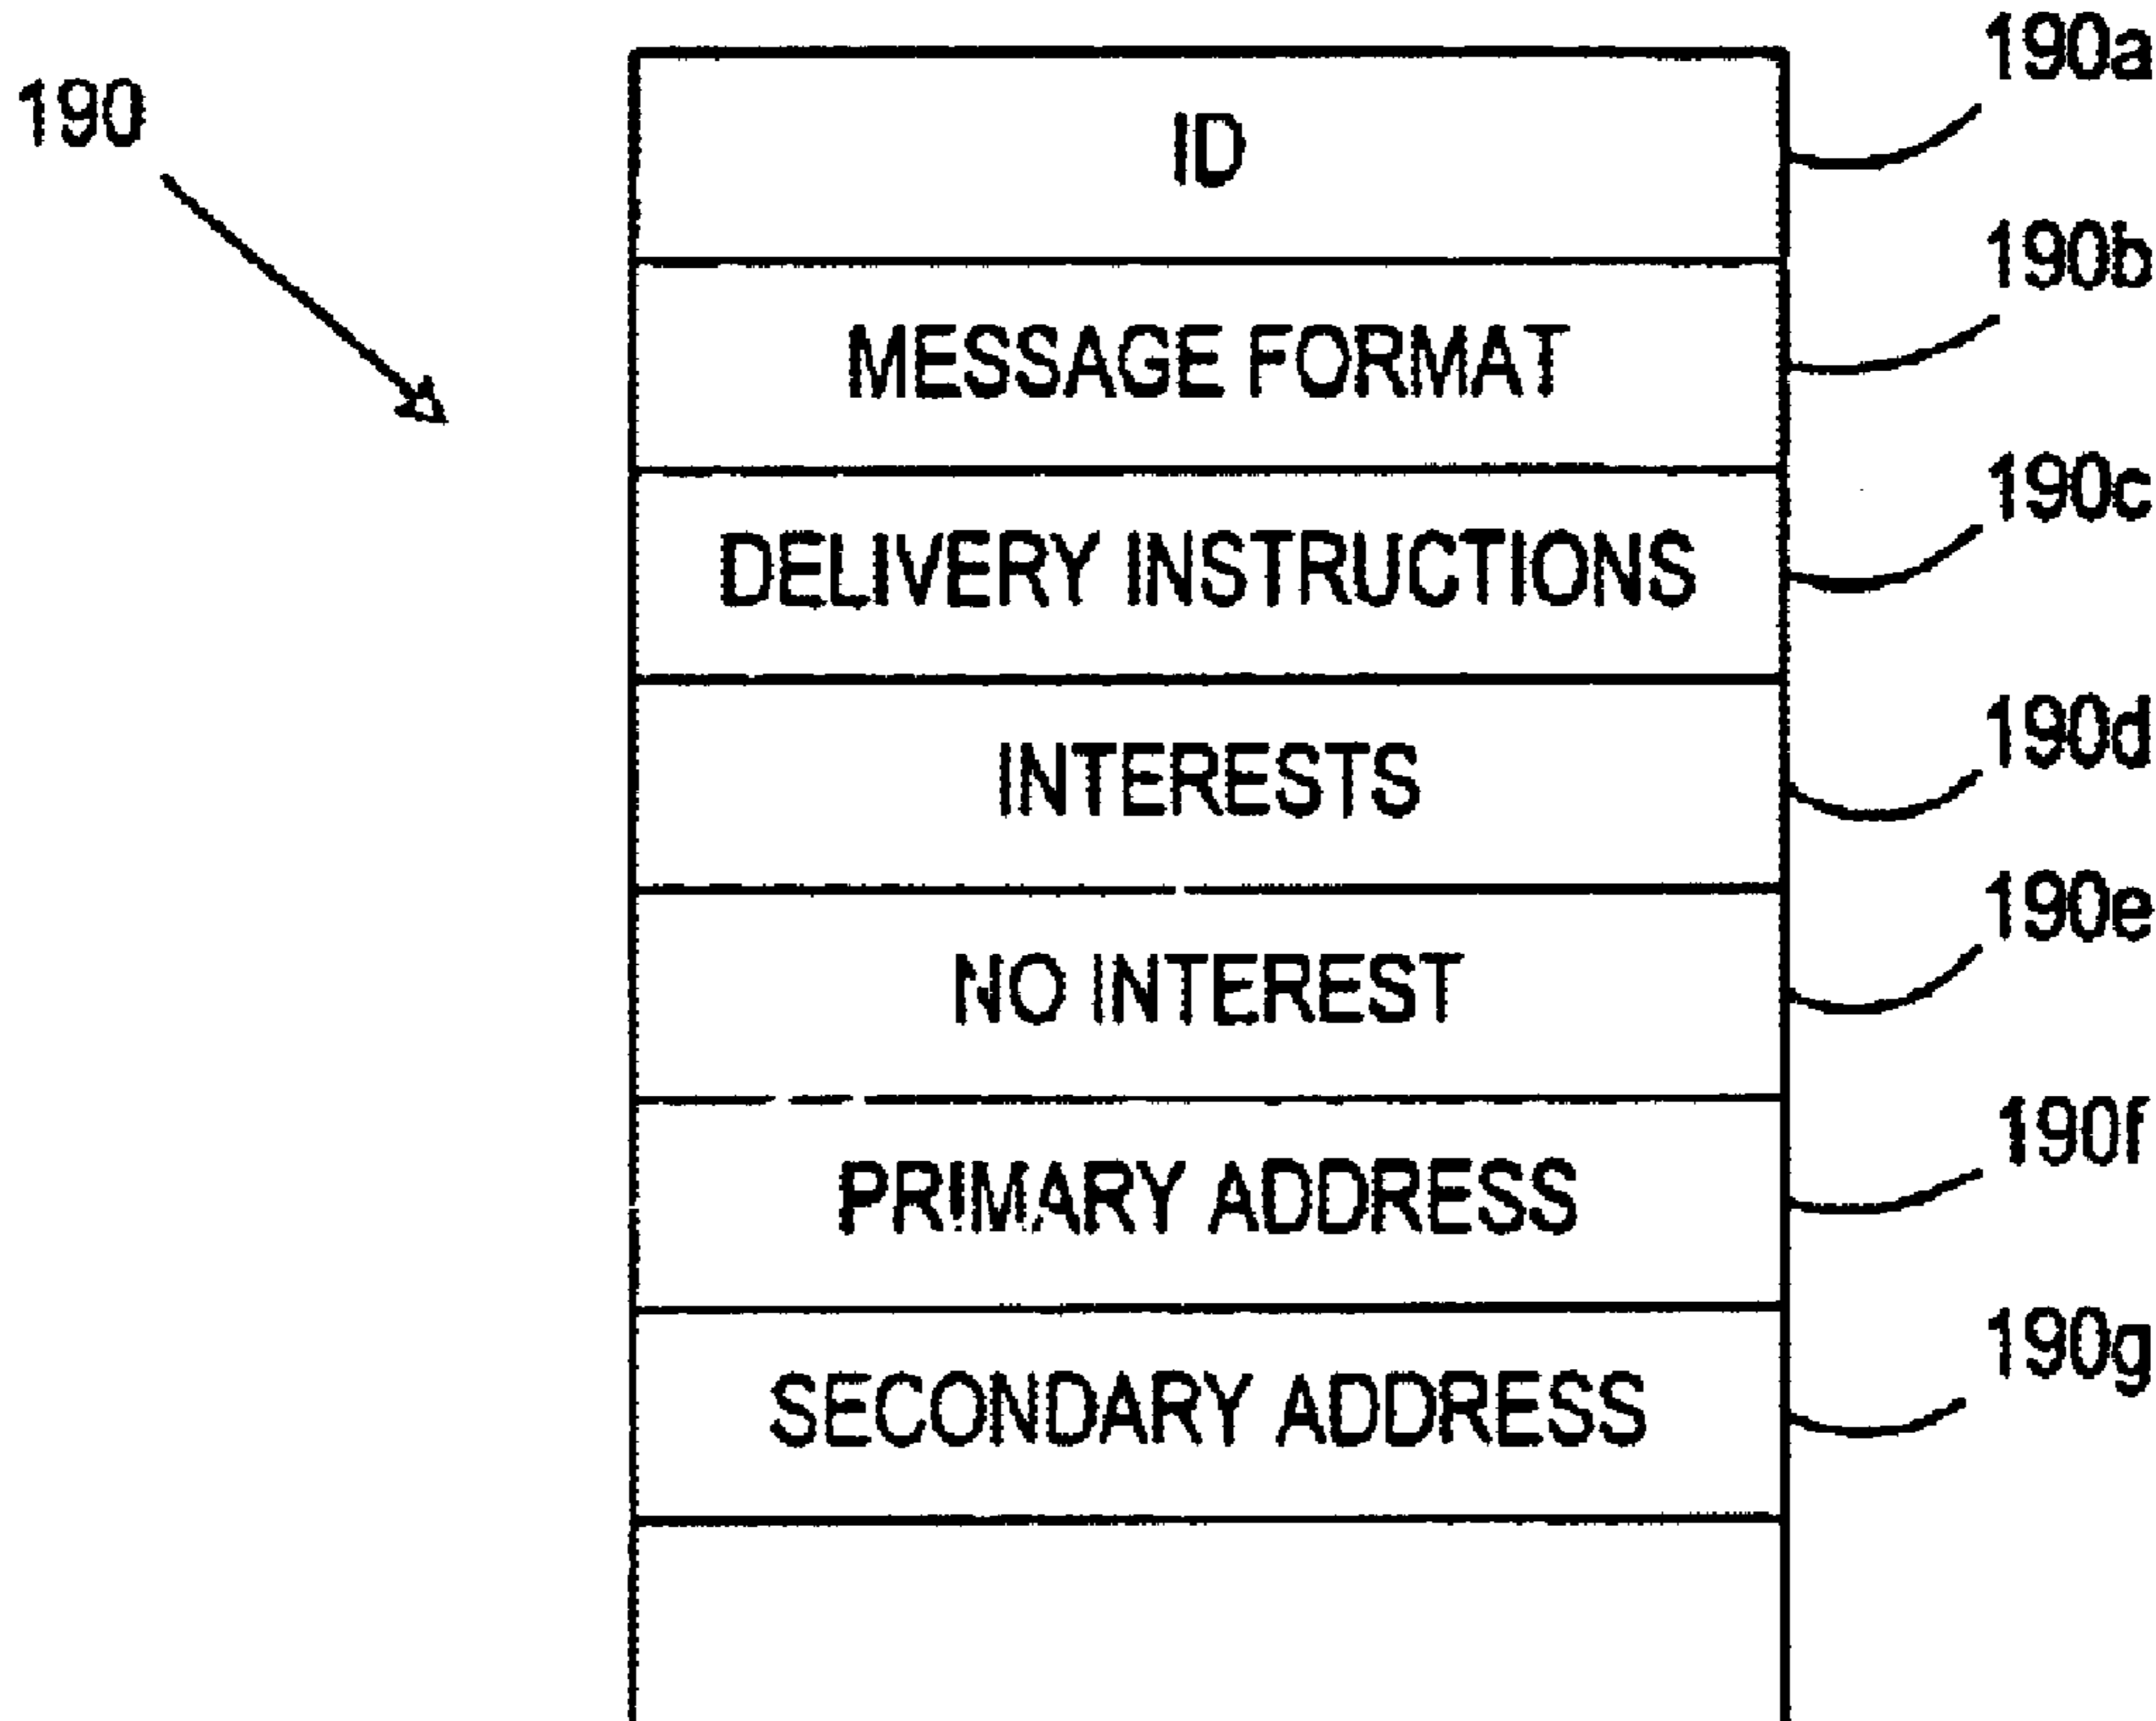 190
ID
190a
MESSAGE FORMAT
190b
DELIVERY INSTRUCTIONS
190c
INTERESTS
190d
NO INTEREST
190e
PRIMARY ADDRESS
190f
SECONDARY ADDRESS
190g